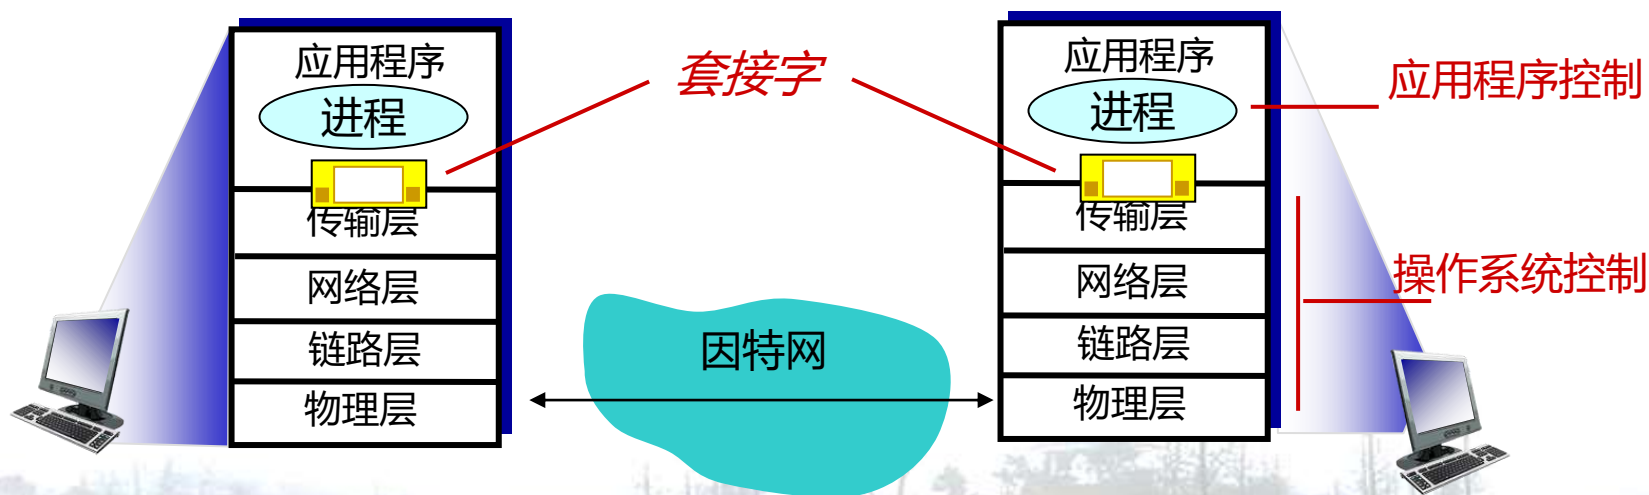 应用程序
进程
传输层
网络层
链路层
物理层
套接字
因特网
应用程序
进程
传输层
网络层
链路层
物理层
应用程序控制
操作系统控制